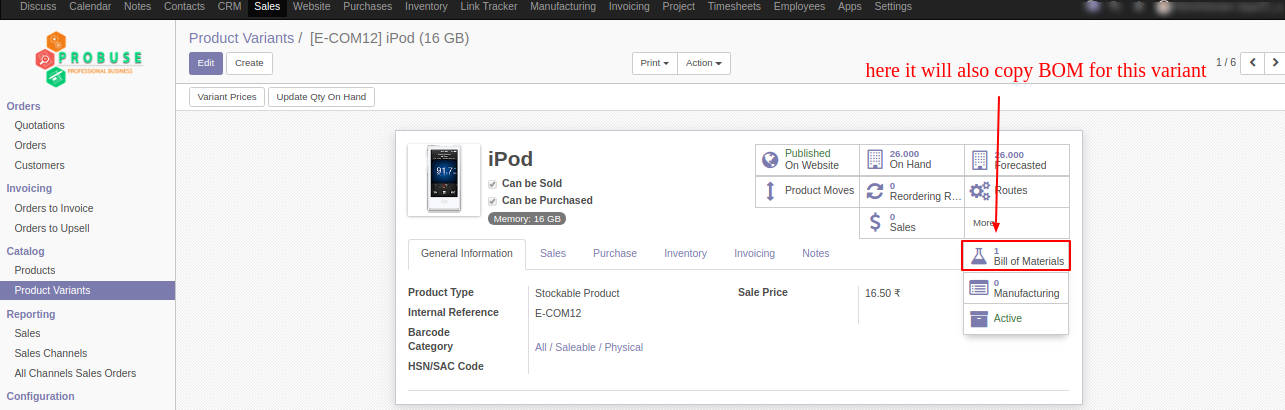 Discuss Calendar Notes Contacts CRM Sales Website Purchases Inventory Link Tracker Manufacturing Invoicing Project Timesheets Employees Apps Settings
PROBUSE
PROFESSIONAL BUSINESS
Product Variants / [E-COM12] iPod (16 GB)
Edit Create Print Action 1 / 6
here it will also copy BOM for this variant
Variant Prices Update Qty On Hand
Orders
Quotations
Orders
Customers
Invoicing
Orders to Invoice
Orders to Upsell
Catalog
Products
Product Variants
Reporting
Sales
Sales Channels
All Channels Sales Orders
Configuration
91.7
iPod
Can be Sold
Can be Purchased
Memory: 16 GB
Published
On Website
26.000
On Hand
26.000
Forecasted
Product Moves
0
Reordering R...
Routes
0
Sales
More
1
Bill of Materials
0
Manufacturing
Active
General Information Sales Purchase Inventory Invoicing Notes
Product Type Stockable Product Sale Price 16.50 ₹
Internal Reference E-COM12
Barcode
Category All / Saleable / Physical
HSN/SAC Code